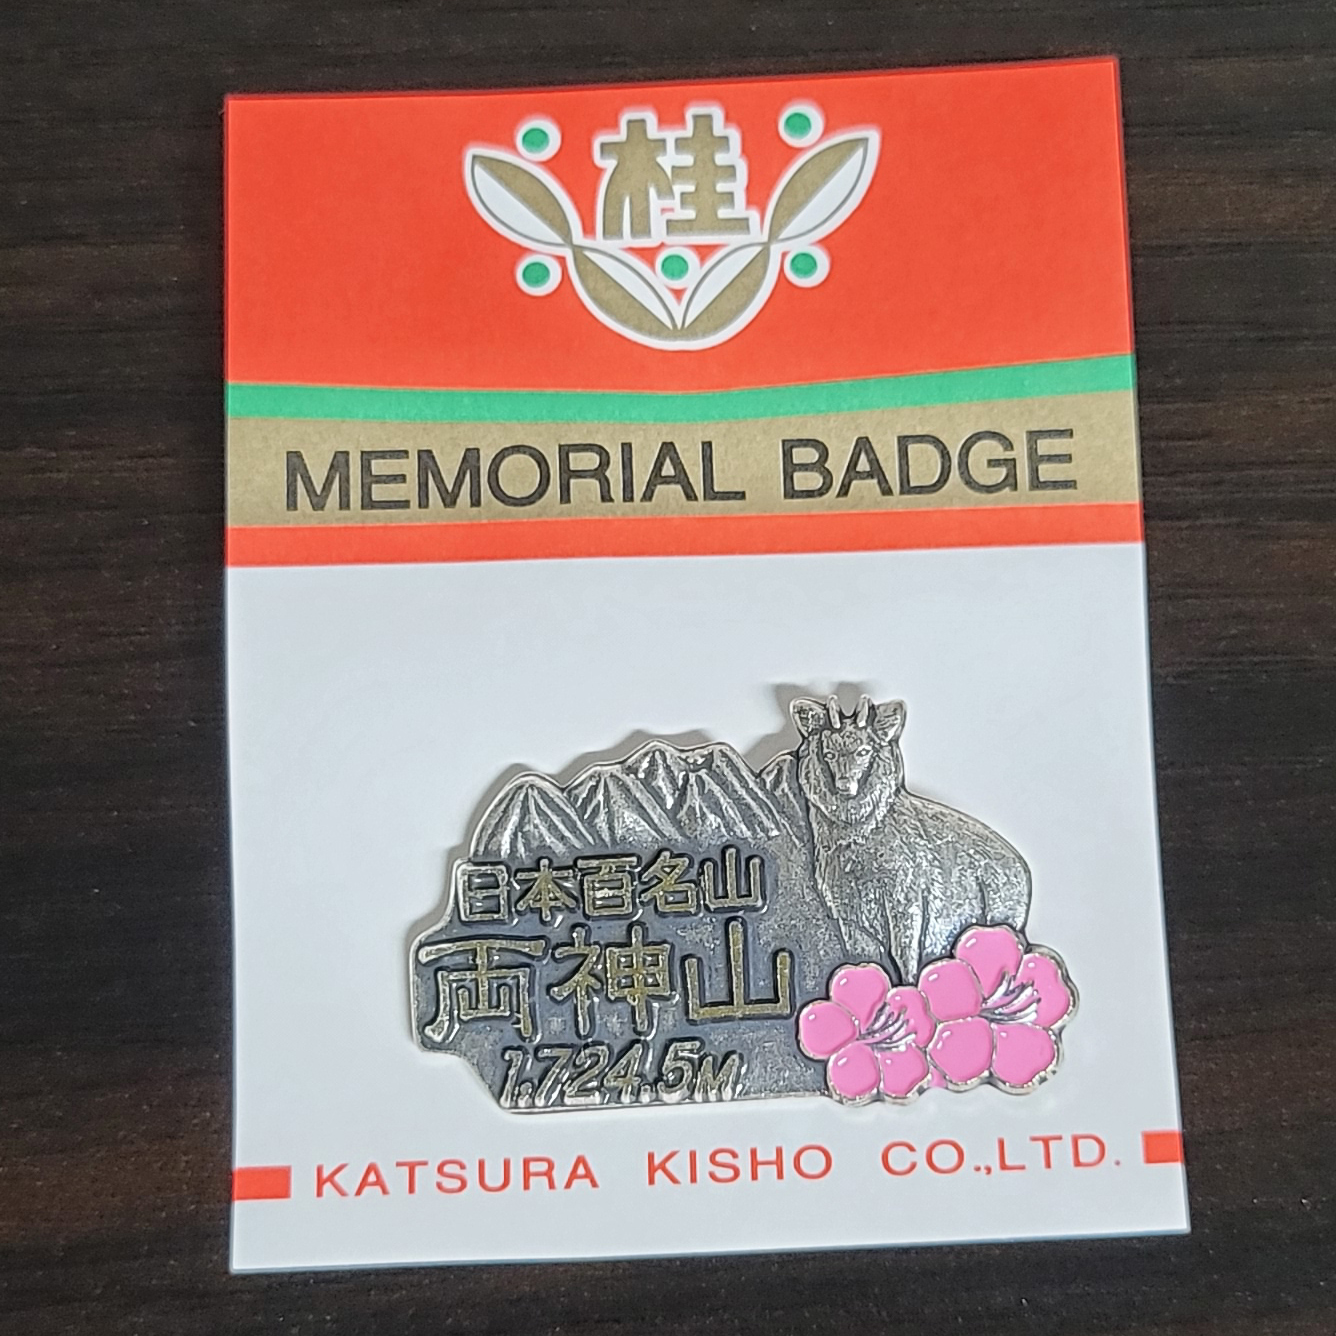 桂
MEMORIAL BADGE
日本百名山
両神山
1,724.5M
KATSURA KISHO CO.,LTD.